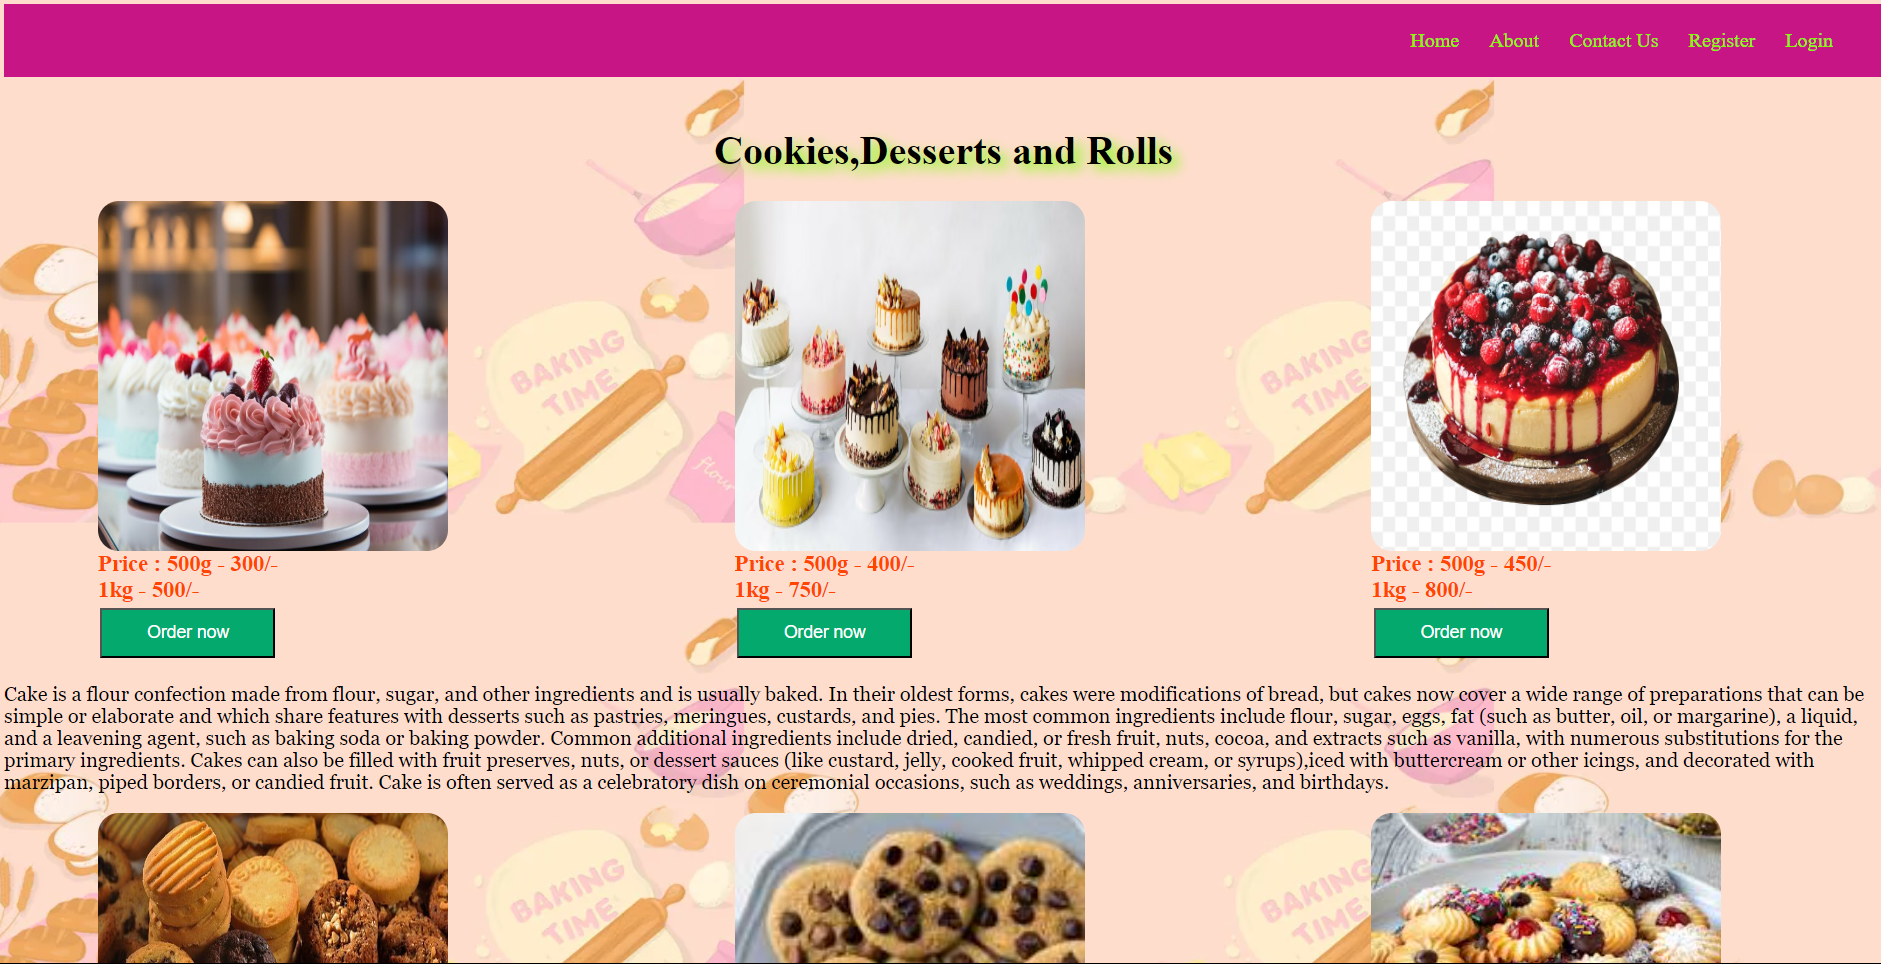 Home About Contact Us Register Login
Cookies,Desserts and Rolls
BAKING
TIME
flour
BAKING
TIME
Price : 500g - 300/-
1kg - 500/-
Order now
Price : 500g - 400/-
1kg - 750/-
Order now
Price : 500g - 450/-
1kg - 800/-
Order now
Cake is a flour confection made from flour, sugar, and other ingredients and is usually baked. In their oldest forms, cakes were modifications of bread, but cakes now cover a wide range of preparations that can be
simple or elaborate and which share features with desserts such as pastries, meringues, custards, and pies. The most common ingredients include flour, sugar, eggs, fat (such as butter, oil, or margarine), a liquid,
and a leavening agent, such as baking soda or baking powder. Common additional ingredients include dried, candied, or fresh fruit, nuts, cocoa, and extracts such as vanilla, with numerous substitutions for the
primary ingredients. Cakes can also be filled with fruit preserves, nuts, or dessert sauces (like custard, jelly, cooked fruit, whipped cream, or syrups),iced with buttercream or other icings, and decorated with
marzipan, piped borders, or candied fruit. Cake is often served as a celebratory dish on ceremonial occasions, such as weddings, anniversaries, and birthdays.
BAKING
TIME
BAKING
TIME